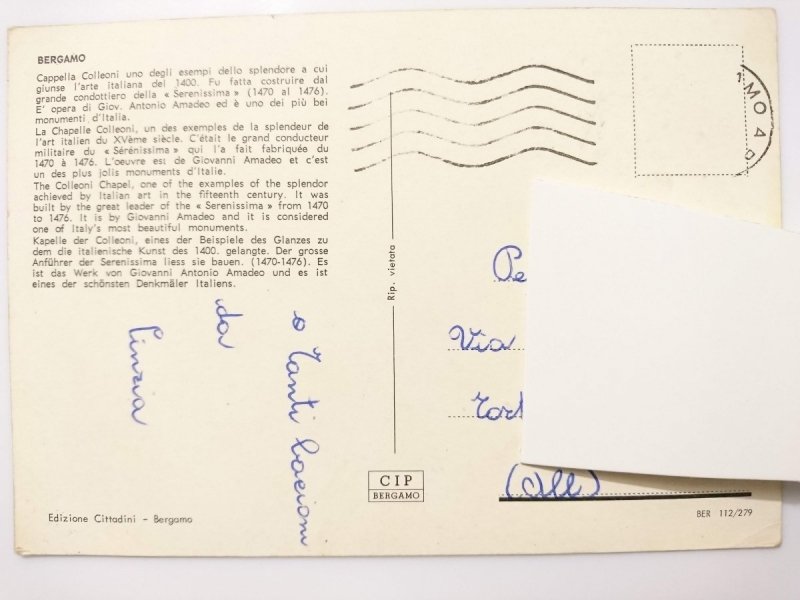 BERGAMO
Cappella Colleoni uno degli esempi dello splendore a cui
giunse l'arte italiana del 1400. Fu fatta costruire dal
grande condottiero della « Serenissima » (1470 al 1476).
E' opera di Giov. Antonio Amadeo ed è uno dei più bei
monumenti d'Italia.
La Chapelle Colleoni, un des exemples de la splendeur de
l'art italien du XVème siècle. C'était le grand conducteur
militaire du « Sérénissima » qui l'a fait fabriquée du
1470 à 1476. L'oeuvre est de Giovanni Amadeo et c'est
un des plus jolis monuments d'Italie.
The Colleoni Chapel, one of the examples of the splendor
achieved by Italian art in the fifteenth century. It was
built by the great leader of the « Serenissima » from 1470
to 1476. It is by Giovanni Amadeo and it is considered
one of Italy's most beautiful monuments.
Kapelle der Colleoni, eines der Beispiele des Glanzes zu
dem die italienische Kunst des 1400. gelangte. Der grosse
Anführer der Serenissima liess sie bauen. (1470-1476). Es
ist das Werk von Giovanni Antonio Amadeo und es ist
eines der schönsten Denkmäler Italiens.
Tanti bacioni
da
Cinzia
Rip. vietata
Pe
Via
Tort
(All)
CIP
BERGAMO
Edizione Cittadini - Bergamo
BER 112/279